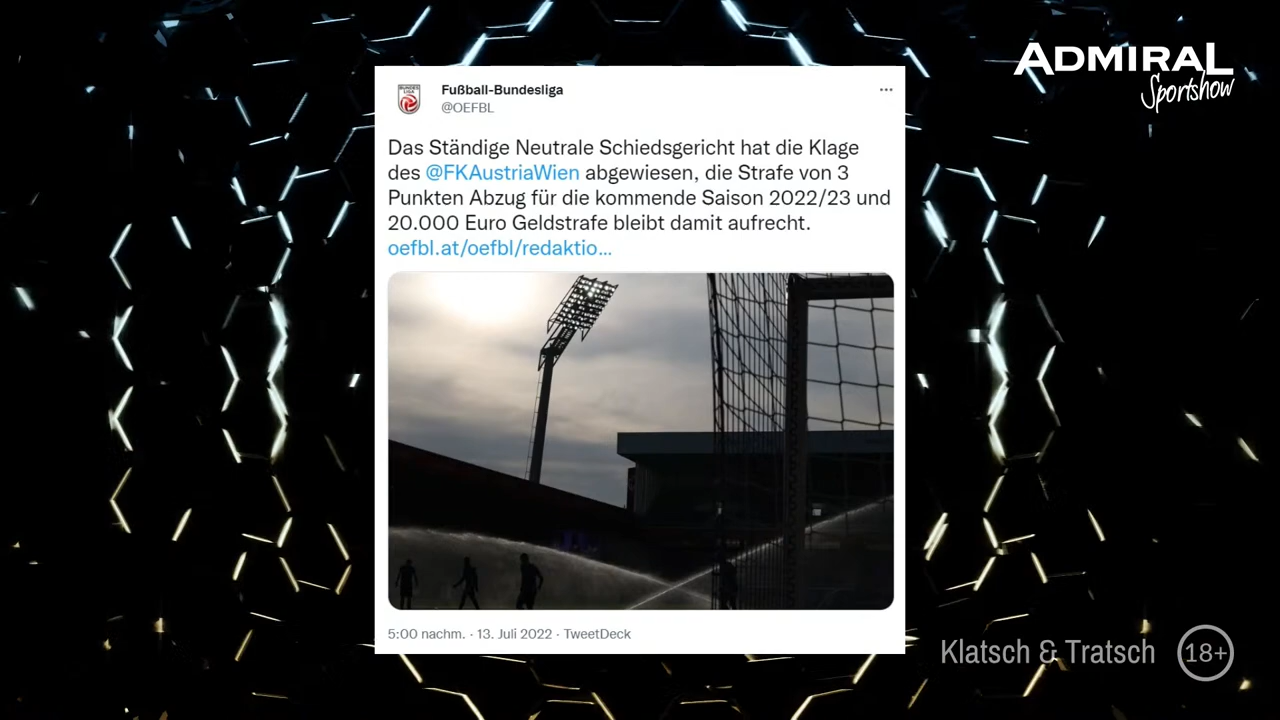 ADMIRAL
Sportshow
Fußball-Bundesliga
@OEFBL
Das Ständige Neutrale Schiedsgericht hat die Klage
des @FKAustriaWien abgewiesen, die Strafe von 3
Punkten Abzug für die kommende Saison 2022/23 und
20.000 Euro Geldstrafe bleibt damit aufrecht.
oefbl.at/oefbl/redaktio...
5:00 nachm. · 13. Juli 2022 · TweetDeck
Klatsch & Tratsch 18+